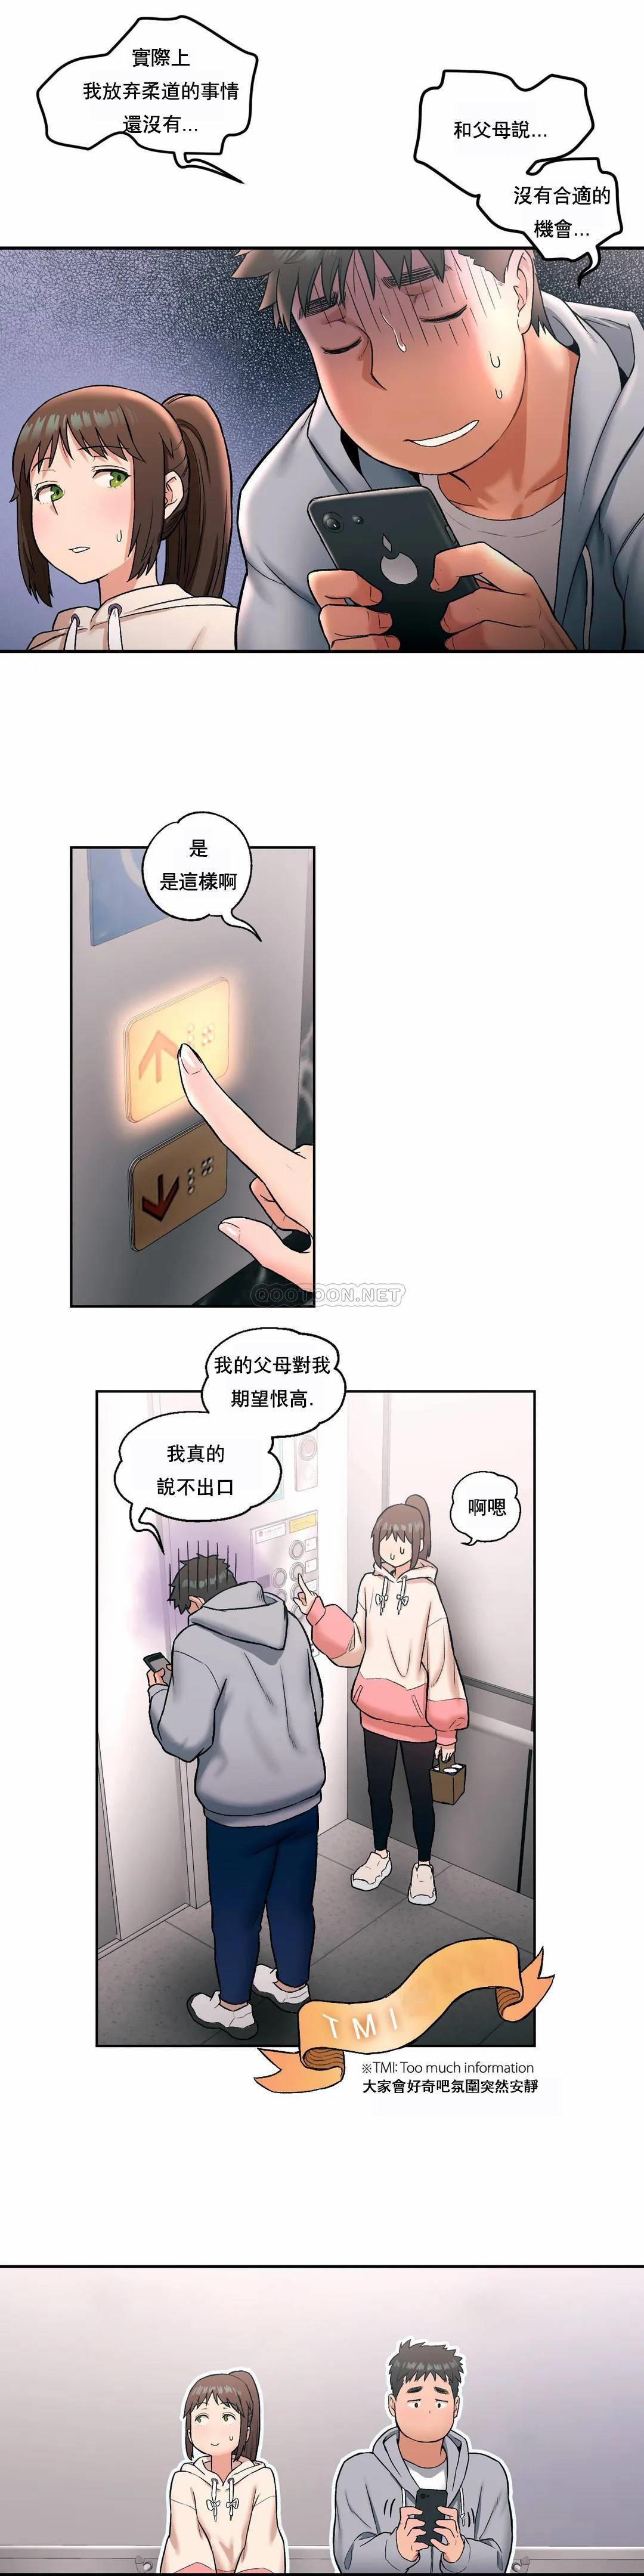 實際上
我放弃柔道的事情
還沒有...
和父母說...
沒有合適的
機會...
是
是這樣啊
QOOTOON.NET
我的父母對我
期望恨高.
我真的
說不出口
啊嗯
TMI
※TMI: Too much information
大家會好奇吧氛圍突然安靜